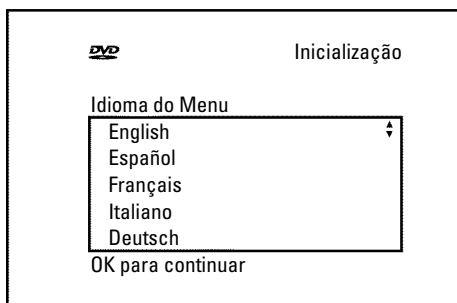 DVD
Inicialização
Idioma do Menu
English
Español
Français
Italiano
Deutsch
OK para continuar